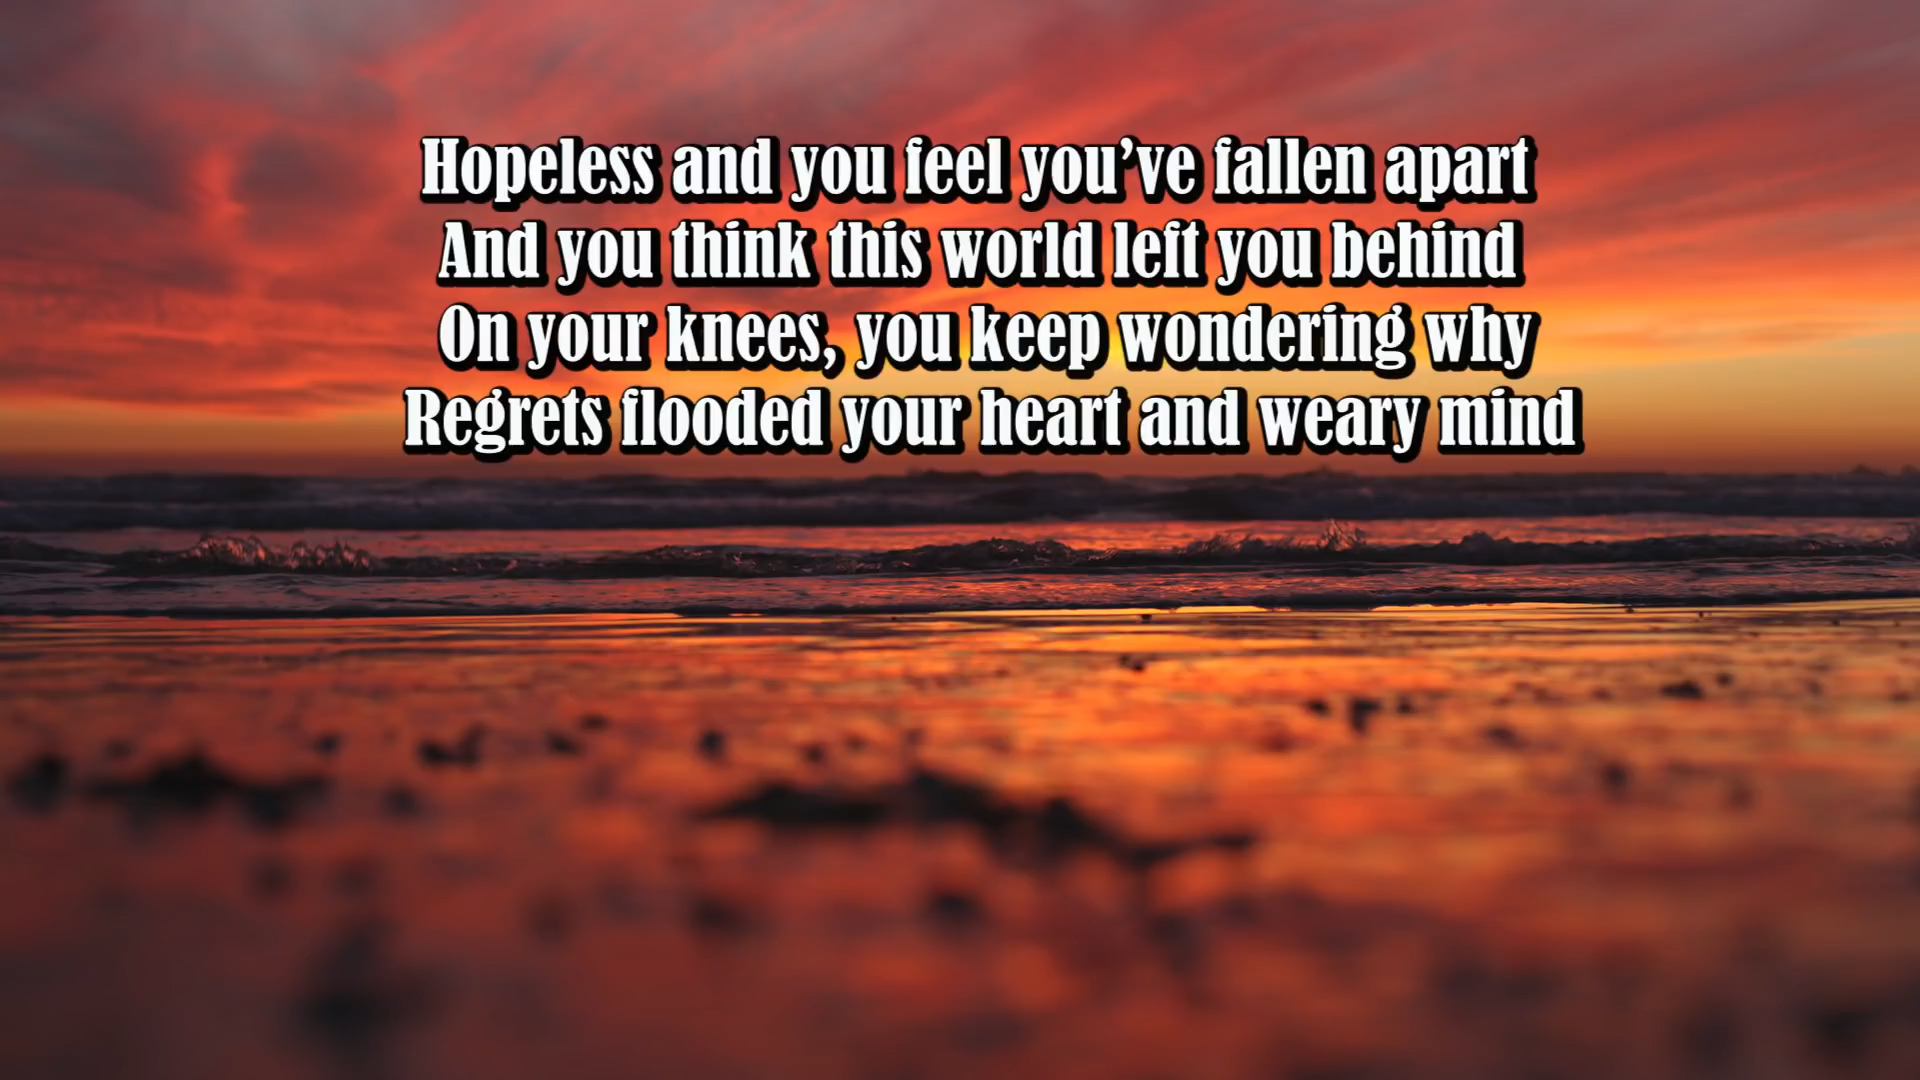 Hopeless and you feel you’ve fallen apart
And you think this world left you behind
On your knees, you keep wondering why
Regrets flooded your heart and weary mind